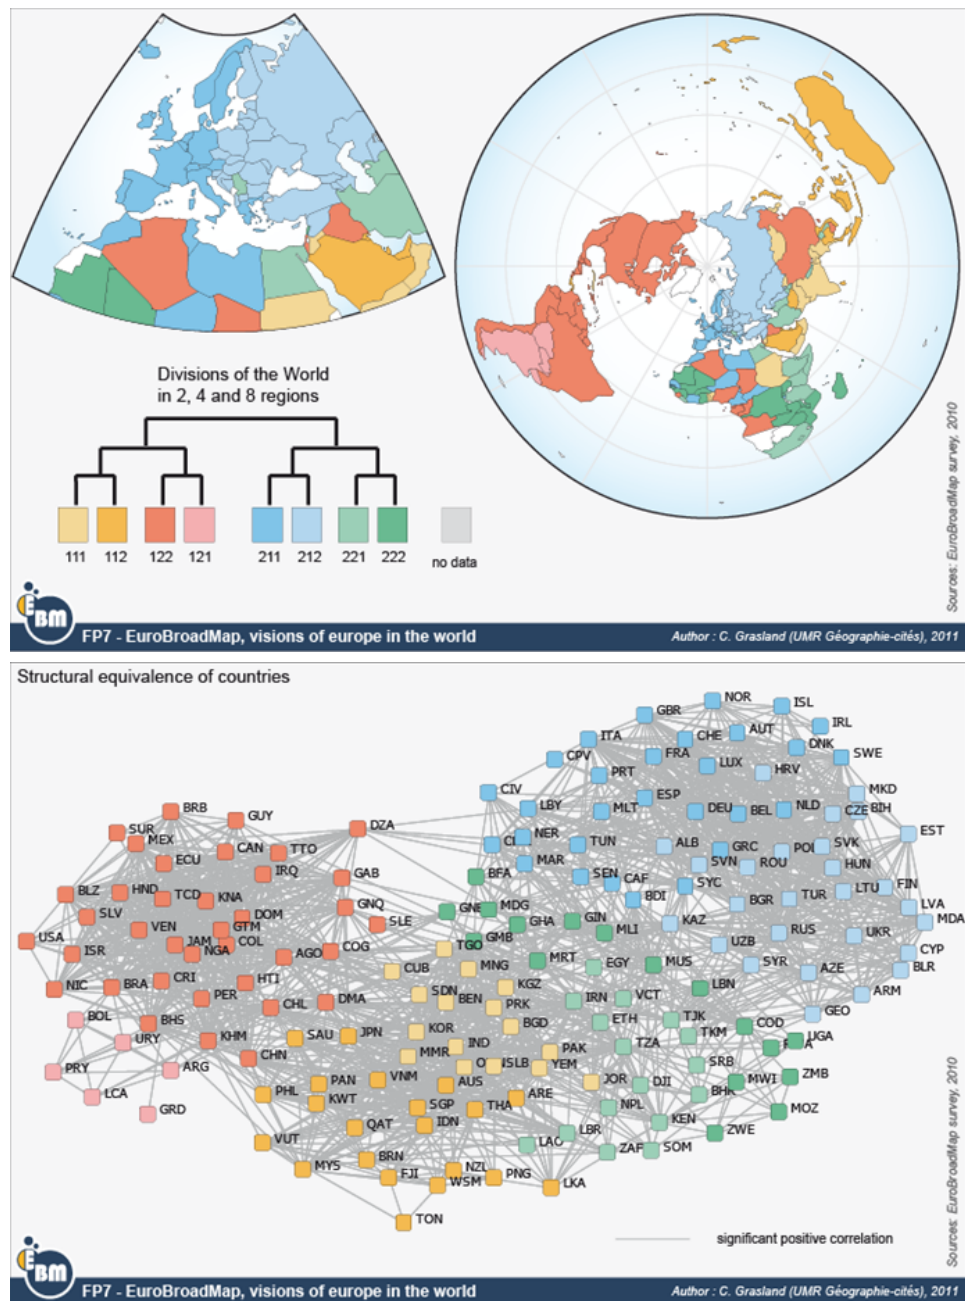 Divisions of the World
in 2, 4 and 8 regions
111 112 122 121 211 212 221 222 no data
Sources: EuroBroadMap survey, 2010
EBM
FP7 - EuroBroadMap, visions of europe in the world
Author : C. Grasland (UMR Géographie-cités), 2011
Structural equivalence of countries
NOR
ISL
GBR
IRL
ITA
CHE
AUT
DNK
SWE
CPV
FRA
LUX
HRV
PRT
MKD
CIV
ESP
LBY
MLT
DEU
BEL
NLD
CZE
BIH
BRB
GUY
SUR
MEX
DZA
NER
TUN
ALB
GRC
SVK
EST
ECU
CAN
TTO
MAR
SVN
ROU
HUN
IRQ
GAB
BFA
SEN
CAF
SYC
BGR
TUR
LTU
FIN
BLZ
HND
TCD
KNA
BDI
LVA
SLV
DOM
GNQ
SLE
MDG
GHA
GIN
KAZ
MDA
USA
VEN
GTM
GMB
MLI
RUS
UKR
JAM
COL
UZB
ISR
NGA
AGO
COG
TGO
MRT
EGY
MUS
SYR
AZE
CYP
BLR
NIC
BRA
CRI
HTI
CUB
MNG
KGZ
LBN
ARM
PER
CHL
DMA
SDN
BEN
PRK
IRN
VCT
GEO
BOL
BHS
KHM
SAU
JPN
KOR
BGD
ETH
TJK
TKM
COD
UGA
URY
CHN
MMR
IND
PAK
TZA
SRB
PRY
ARG
SLB
YEM
JOR
DJI
BHR
MWI
ZMB
LCA
PHL
PAN
VNM
AUS
ARE
NPL
KWT
SGP
THA
KEN
MOZ
GRD
QAT
IDN
LBR
ZWE
VUT
LAO
ZAF
SOM
MYS
BRN
FJI
NZL
WSM
PNG
LKA
TON
significant positive correlation
Sources: EuroBroadMap survey, 2010
EBM
FP7 - EuroBroadMap, visions of europe in the world
Author : C. Grasland (UMR Géographie-cités), 2011